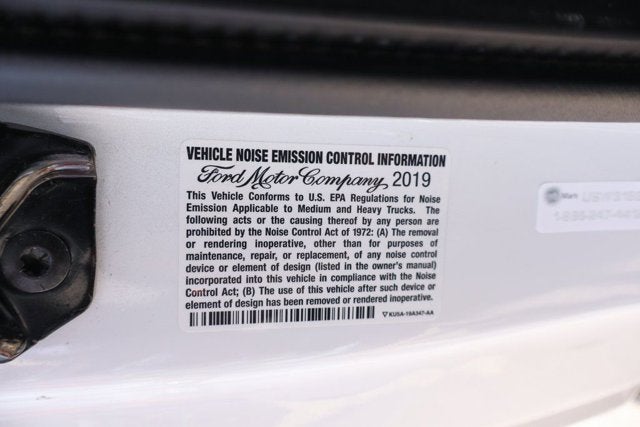 VEHICLE NOISE EMISSION CONTROL INFORMATION
Ford Motor Company 2019
This Vehicle Conforms to U.S. EPA Regulations for Noise
Emission Applicable to Medium and Heavy Trucks. The
following acts or the causing thereof by any person are
prohibited by the Noise Control Act of 1972: (A) The removal
or rendering inoperative, other than for purposes of
maintenance, repair, or replacement, of any noise control
device or element of design (listed in the owner's manual)
incorporated into this vehicle in compliance with the Noise
Control Act; (B) The use of this vehicle after such device or
element of design has been removed or rendered inoperative.
KU5A-19A347-AA